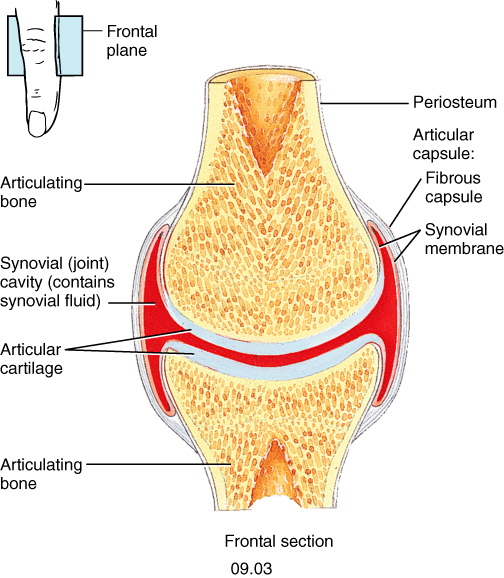 Frontal
plane
Periosteum
Articular
capsule:
Fibrous
capsule
Synovial
membrane
Articulating
bone
Synovial (joint)
cavity (contains
synovial fluid)
Articular
cartilage
Articulating
bone
Frontal section
09.03